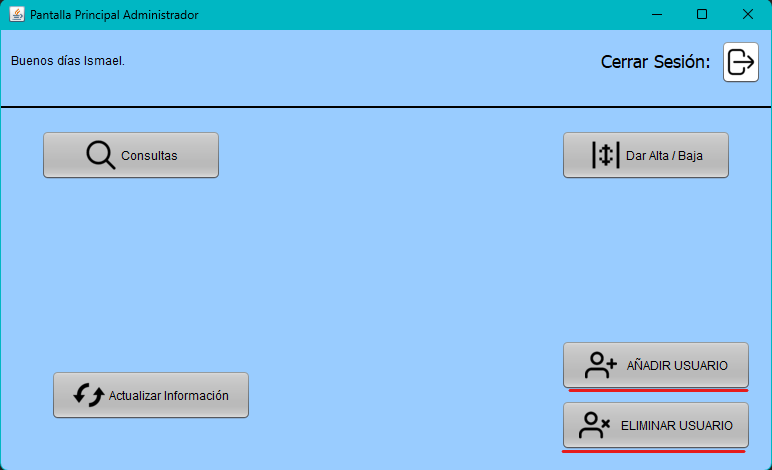 Pantalla Principal Administrador
Buenos días Ismael.
Cerrar Sesión:
Consultas
Dar Alta / Baja
AÑADIR USUARIO
Actualizar Información
ELIMINAR USUARIO